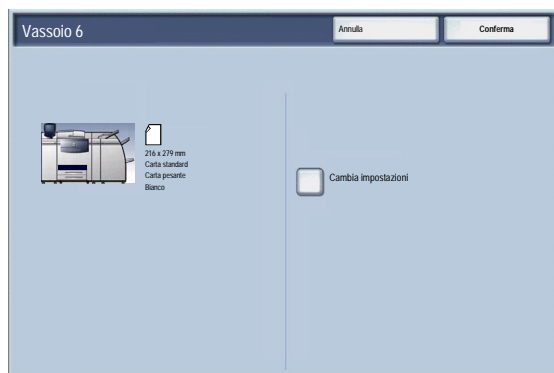 Vassoio 6
Annulla
Conferma
216 x 279 mm
Carta standard
Carta pesante
Bianco
Cambia impostazioni